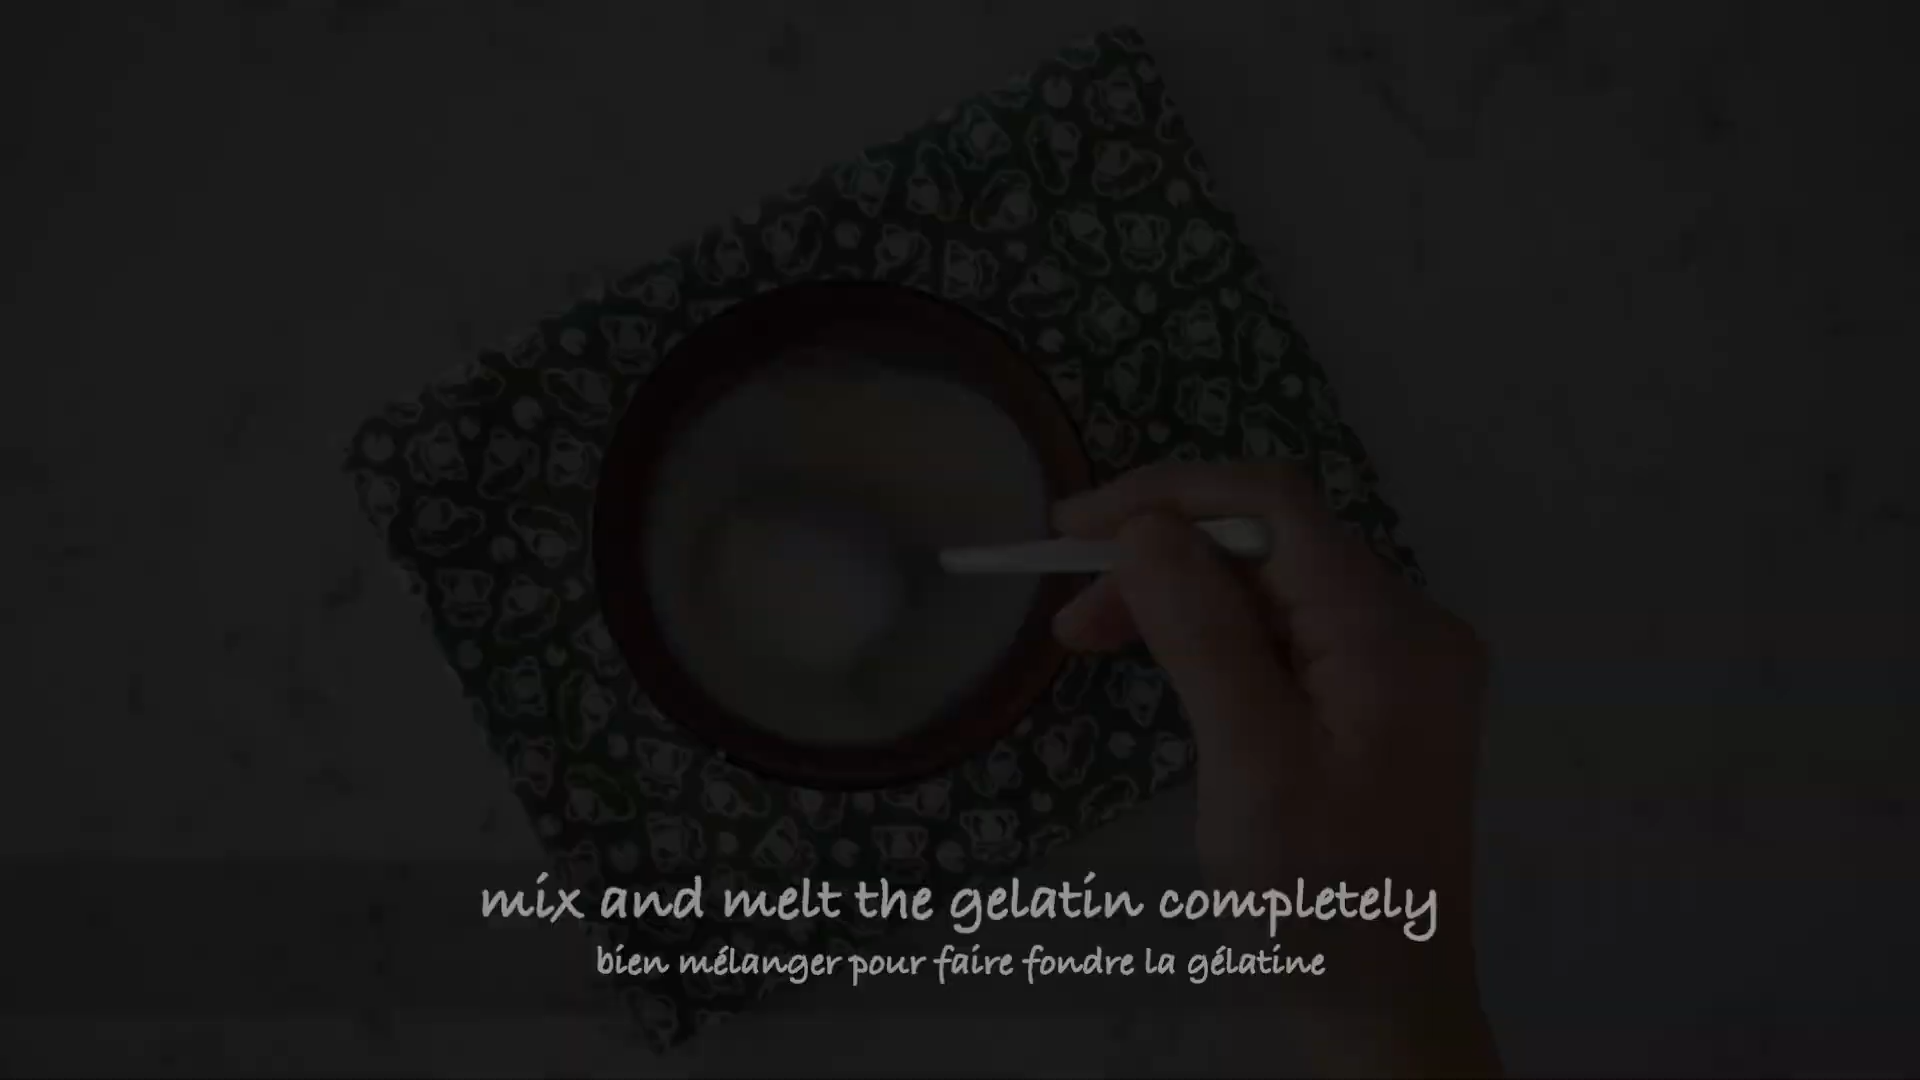 mix and melt the gelatin completely
bien mélanger pour faire fondre la gélatine